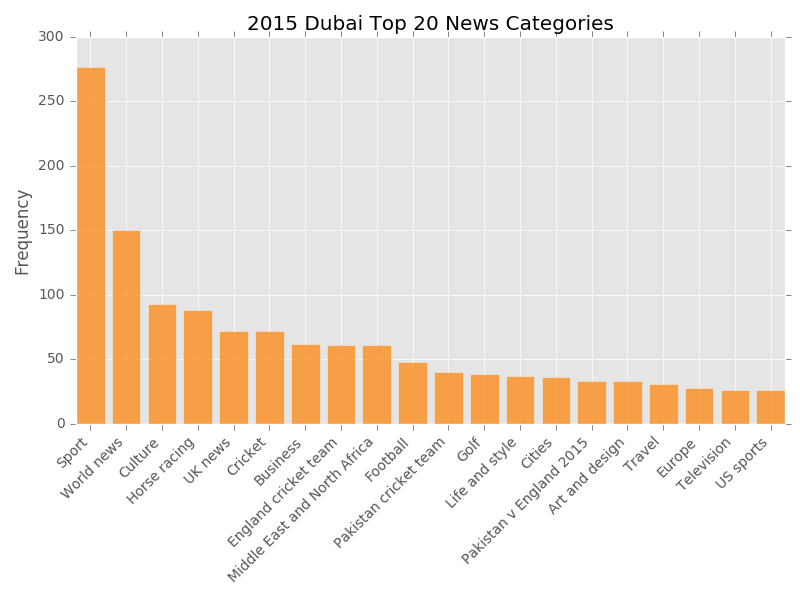 2015 Dubai Top 20 News Categories
300
250
200
150
100
50
0
Frequency
Sport
World news
Culture
Horse racing
UK news
Cricket
Business
England cricket team
Middle East and North Africa
Football
Pakistan cricket team
Golf
Life and style
Cities
Pakistan v England 2015
Art and design
Travel
Europe
Television
US sports